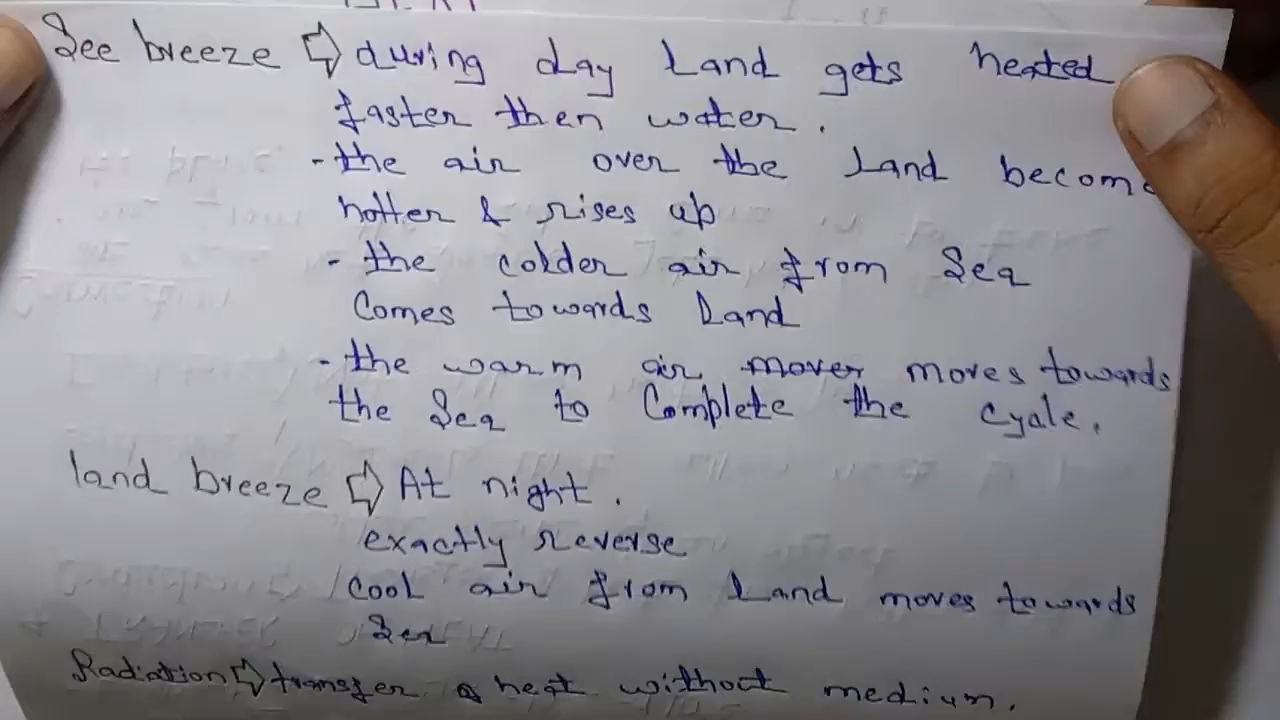 See breeze ⇨ during day land gets heated
faster then water.
- the air over the land become
hotter & rises up
- the colder air from Sea
Comes towards Land
- the warm air mover moves towards
the Sea to Complete the cyale.
land breeze ⇨ At night.
exactly reverse
cool air from land moves towards
Sea
Radiation ⇨ transfer of heat without medium.